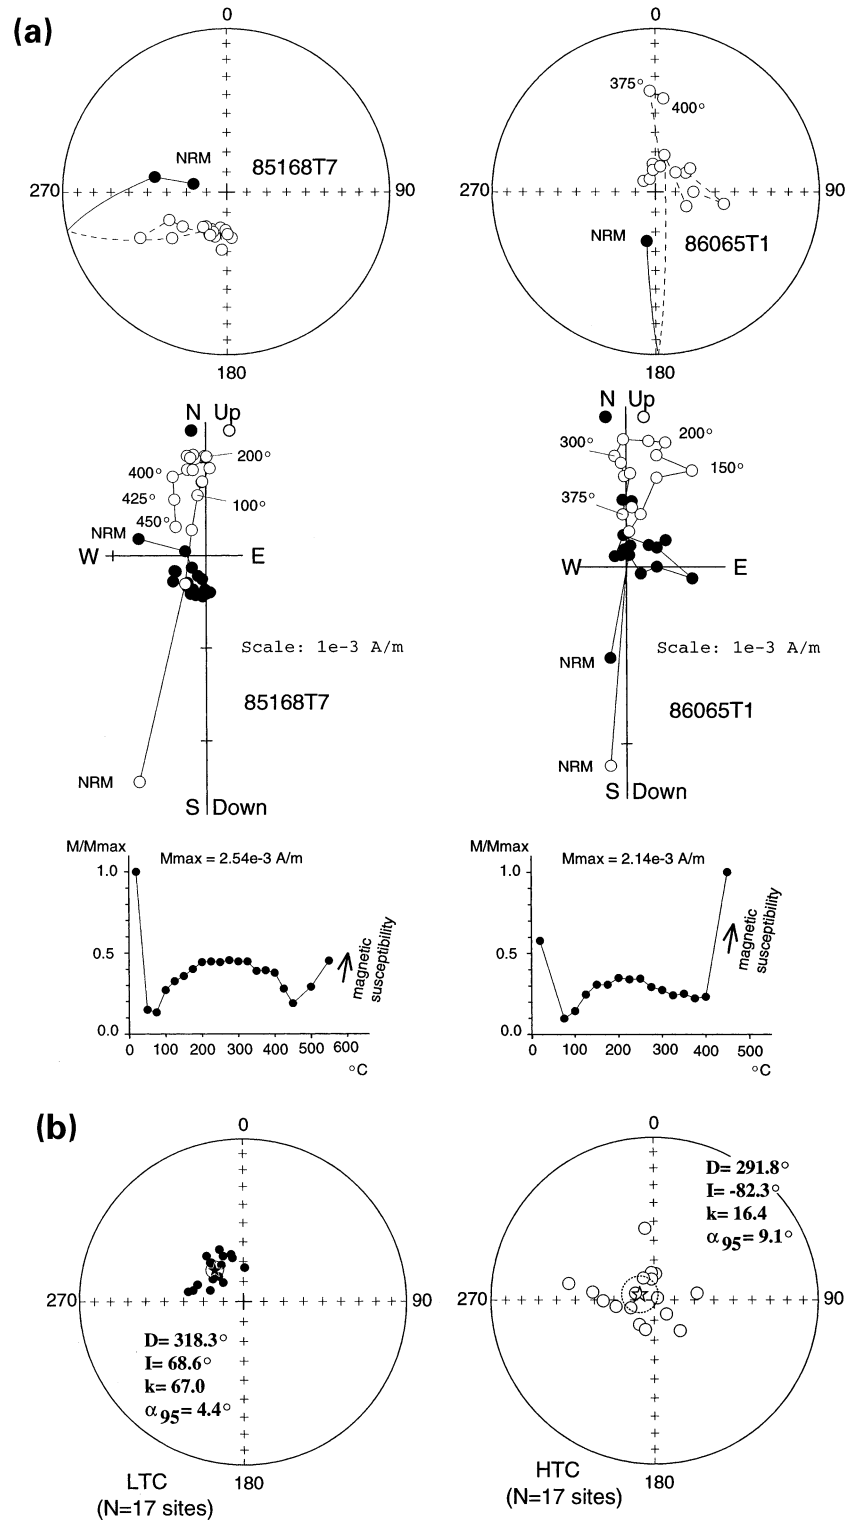 (a)
0
NRM
85168T7
270
90
180
0
375°
400°
270
90
NRM
86065T1
180
N Up
200°
400°
425°
100°
450°
NRM
W E
Scale: 1e-3 A/m
85168T7
NRM
S Down
N Up
300°
200°
150°
375°
W E
NRM
Scale: 1e-3 A/m
86065T1
NRM
S Down
M/Mmax
Mmax = 2.54e-3 A/m
1.0
0.5
0.0
magnetic
susceptibility
0 100 200 300 400 500 600
°C
M/Mmax
Mmax = 2.14e-3 A/m
1.0
0.5
0.0
magnetic
susceptibility
0 100 200 300 400 500
°C
(b)
0
270
90
D= 318.3°
I= 68.6°
k= 67.0
α95= 4.4°
180
LTC
(N=17 sites)
0
D= 291.8°
I= -82.3°
k= 16.4
α95= 9.1°
270
90
180
HTC
(N=17 sites)